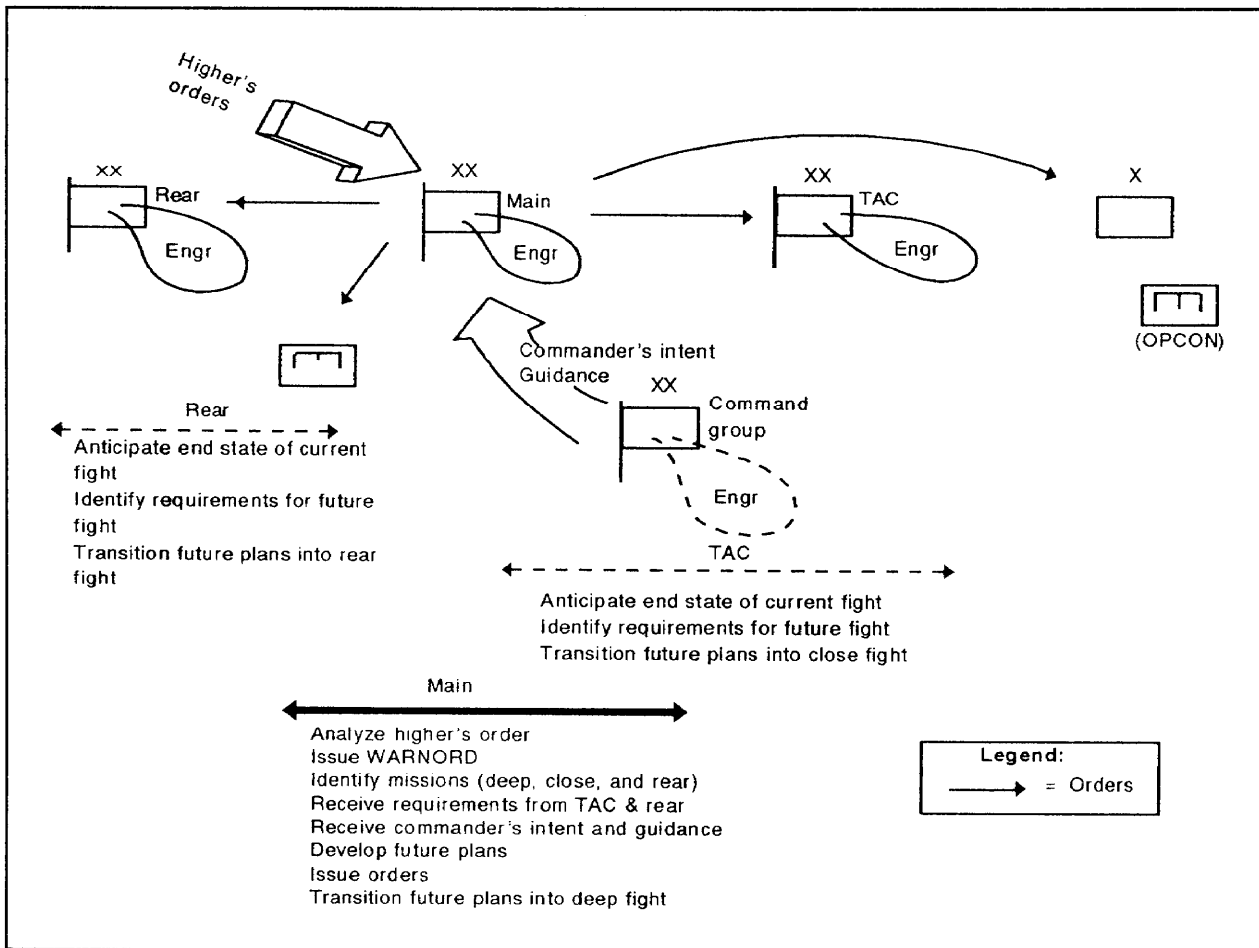 Higher's
orders
XX
Rear
Engr
XX
Main
Engr
XX
TAC
Engr
X
(OPCON)
Commander's intent
Guidance
XX
Command
group
Engr
Rear
Anticipate end state of current
fight
Identify requirements for future
fight
Transition future plans into rear
fight
TAC
Anticipate end state of current fight
Identify requirements for future fight
Transition future plans into close fight
Main
Analyze higher's order
Issue WARNORD
Identify missions (deep, close, and rear)
Receive requirements from TAC & rear
Receive commander's intent and guidance
Develop future plans
Issue orders
Transition future plans into deep fight
Legend:
= Orders